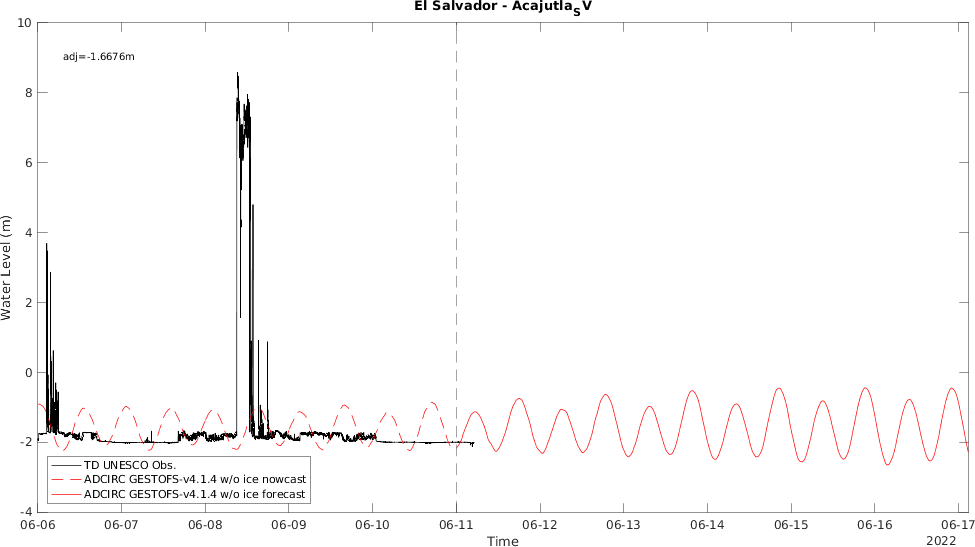 El Salvador - Acajutla_SV
adj=-1.6676m
Water Level (m)
10
8
6
4
2
0
-2
-4
TD UNESCO Obs.
ADCIRC GESTOFS-v4.1.4 w/o ice nowcast
ADCIRC GESTOFS-v4.1.4 w/o ice forecast
06-06 06-07 06-08 06-09 06-10 06-11 06-12 06-13 06-14 06-15 06-16 06-17
Time
2022